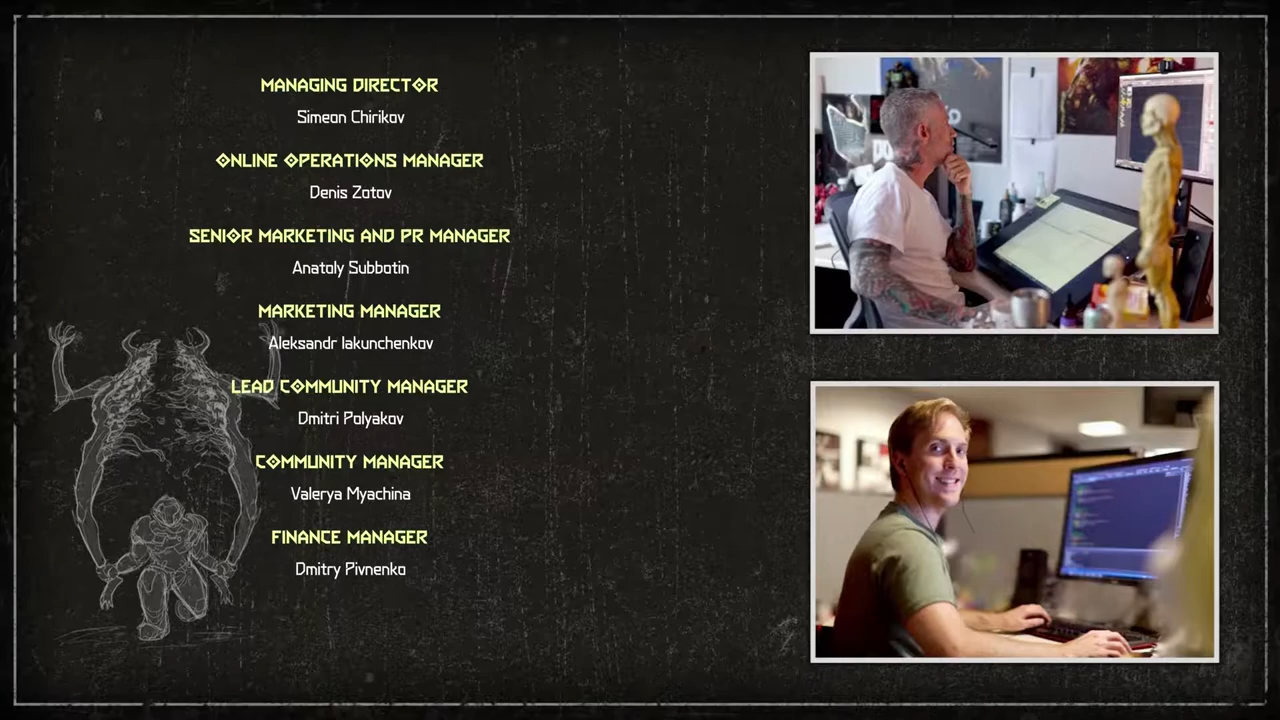 MANAGING DIRECTOR
Simeon Chirikov
ONLINE OPERATIONS MANAGER
Denis Zotov
SENIOR MARKETING AND PR MANAGER
Anatoly Subbotin
MARKETING MANAGER
Aleksandr Iakunchenkov
LEAD COMMUNITY MANAGER
Dmitri Polyakov
COMMUNITY MANAGER
Valerya Myachina
FINANCE MANAGER
Dmitry Pivnenko